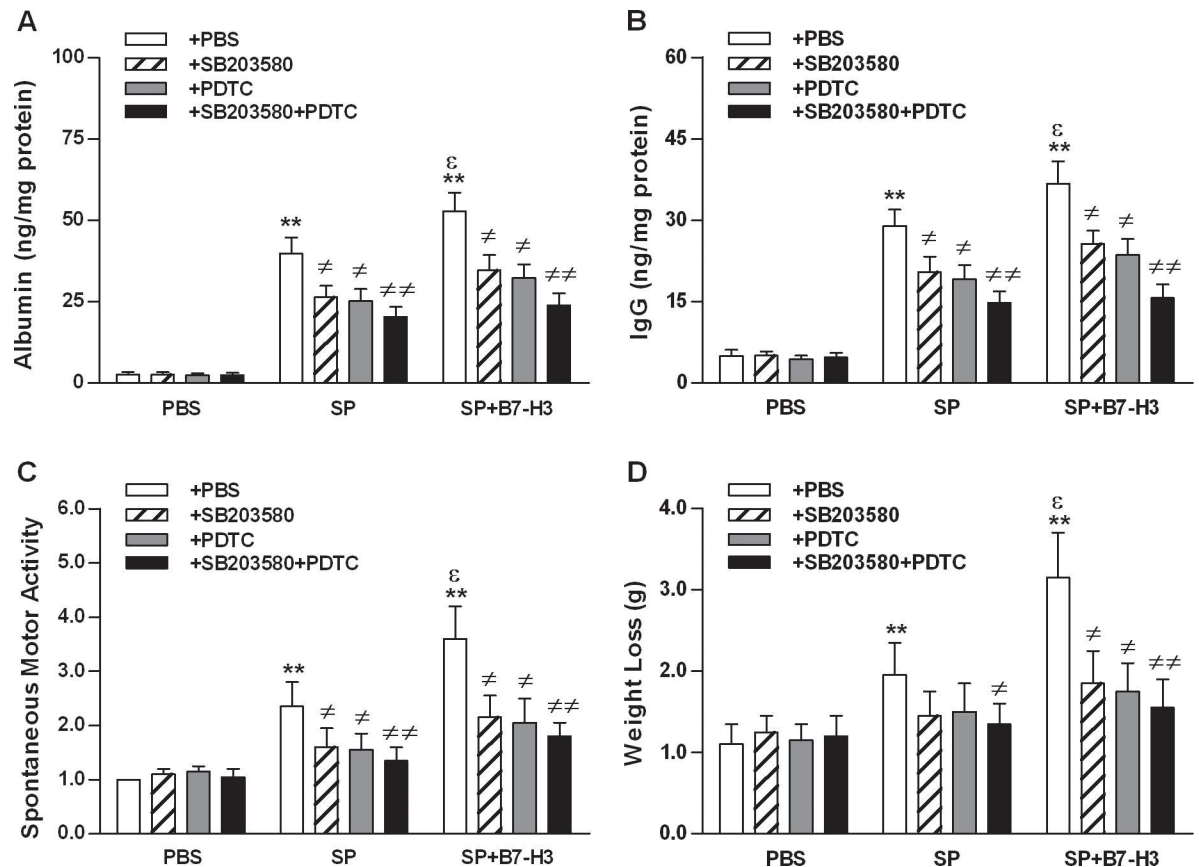 A
+PBS
+SB203580
+PDTC
+SB203580+PDTC
Albumin (ng/mg protein)
100
75
50
25
0
**
≠
≠
≠≠
ε
**
≠
≠
≠≠
PBS
SP
SP+B7-H3
B
+PBS
+SB203580
+PDTC
+SB203580+PDTC
IgG (ng/mg protein)
60
45
30
15
0
**
≠
≠
≠≠
ε
**
≠
≠
≠≠
PBS
SP
SP+B7-H3
C
+PBS
+SB203580
+PDTC
+SB203580+PDTC
Spontaneous Motor Activity
6.0
5.0
4.0
3.0
2.0
1.0
0.0
**
≠
≠
≠≠
ε
**
≠
≠
≠≠
PBS
SP
SP+B7-H3
D
+PBS
+SB203580
+PDTC
+SB203580+PDTC
Weight Loss (g)
4.0
3.0
2.0
1.0
0.0
**
≠
ε
**
≠
≠
≠≠
PBS
SP
SP+B7-H3